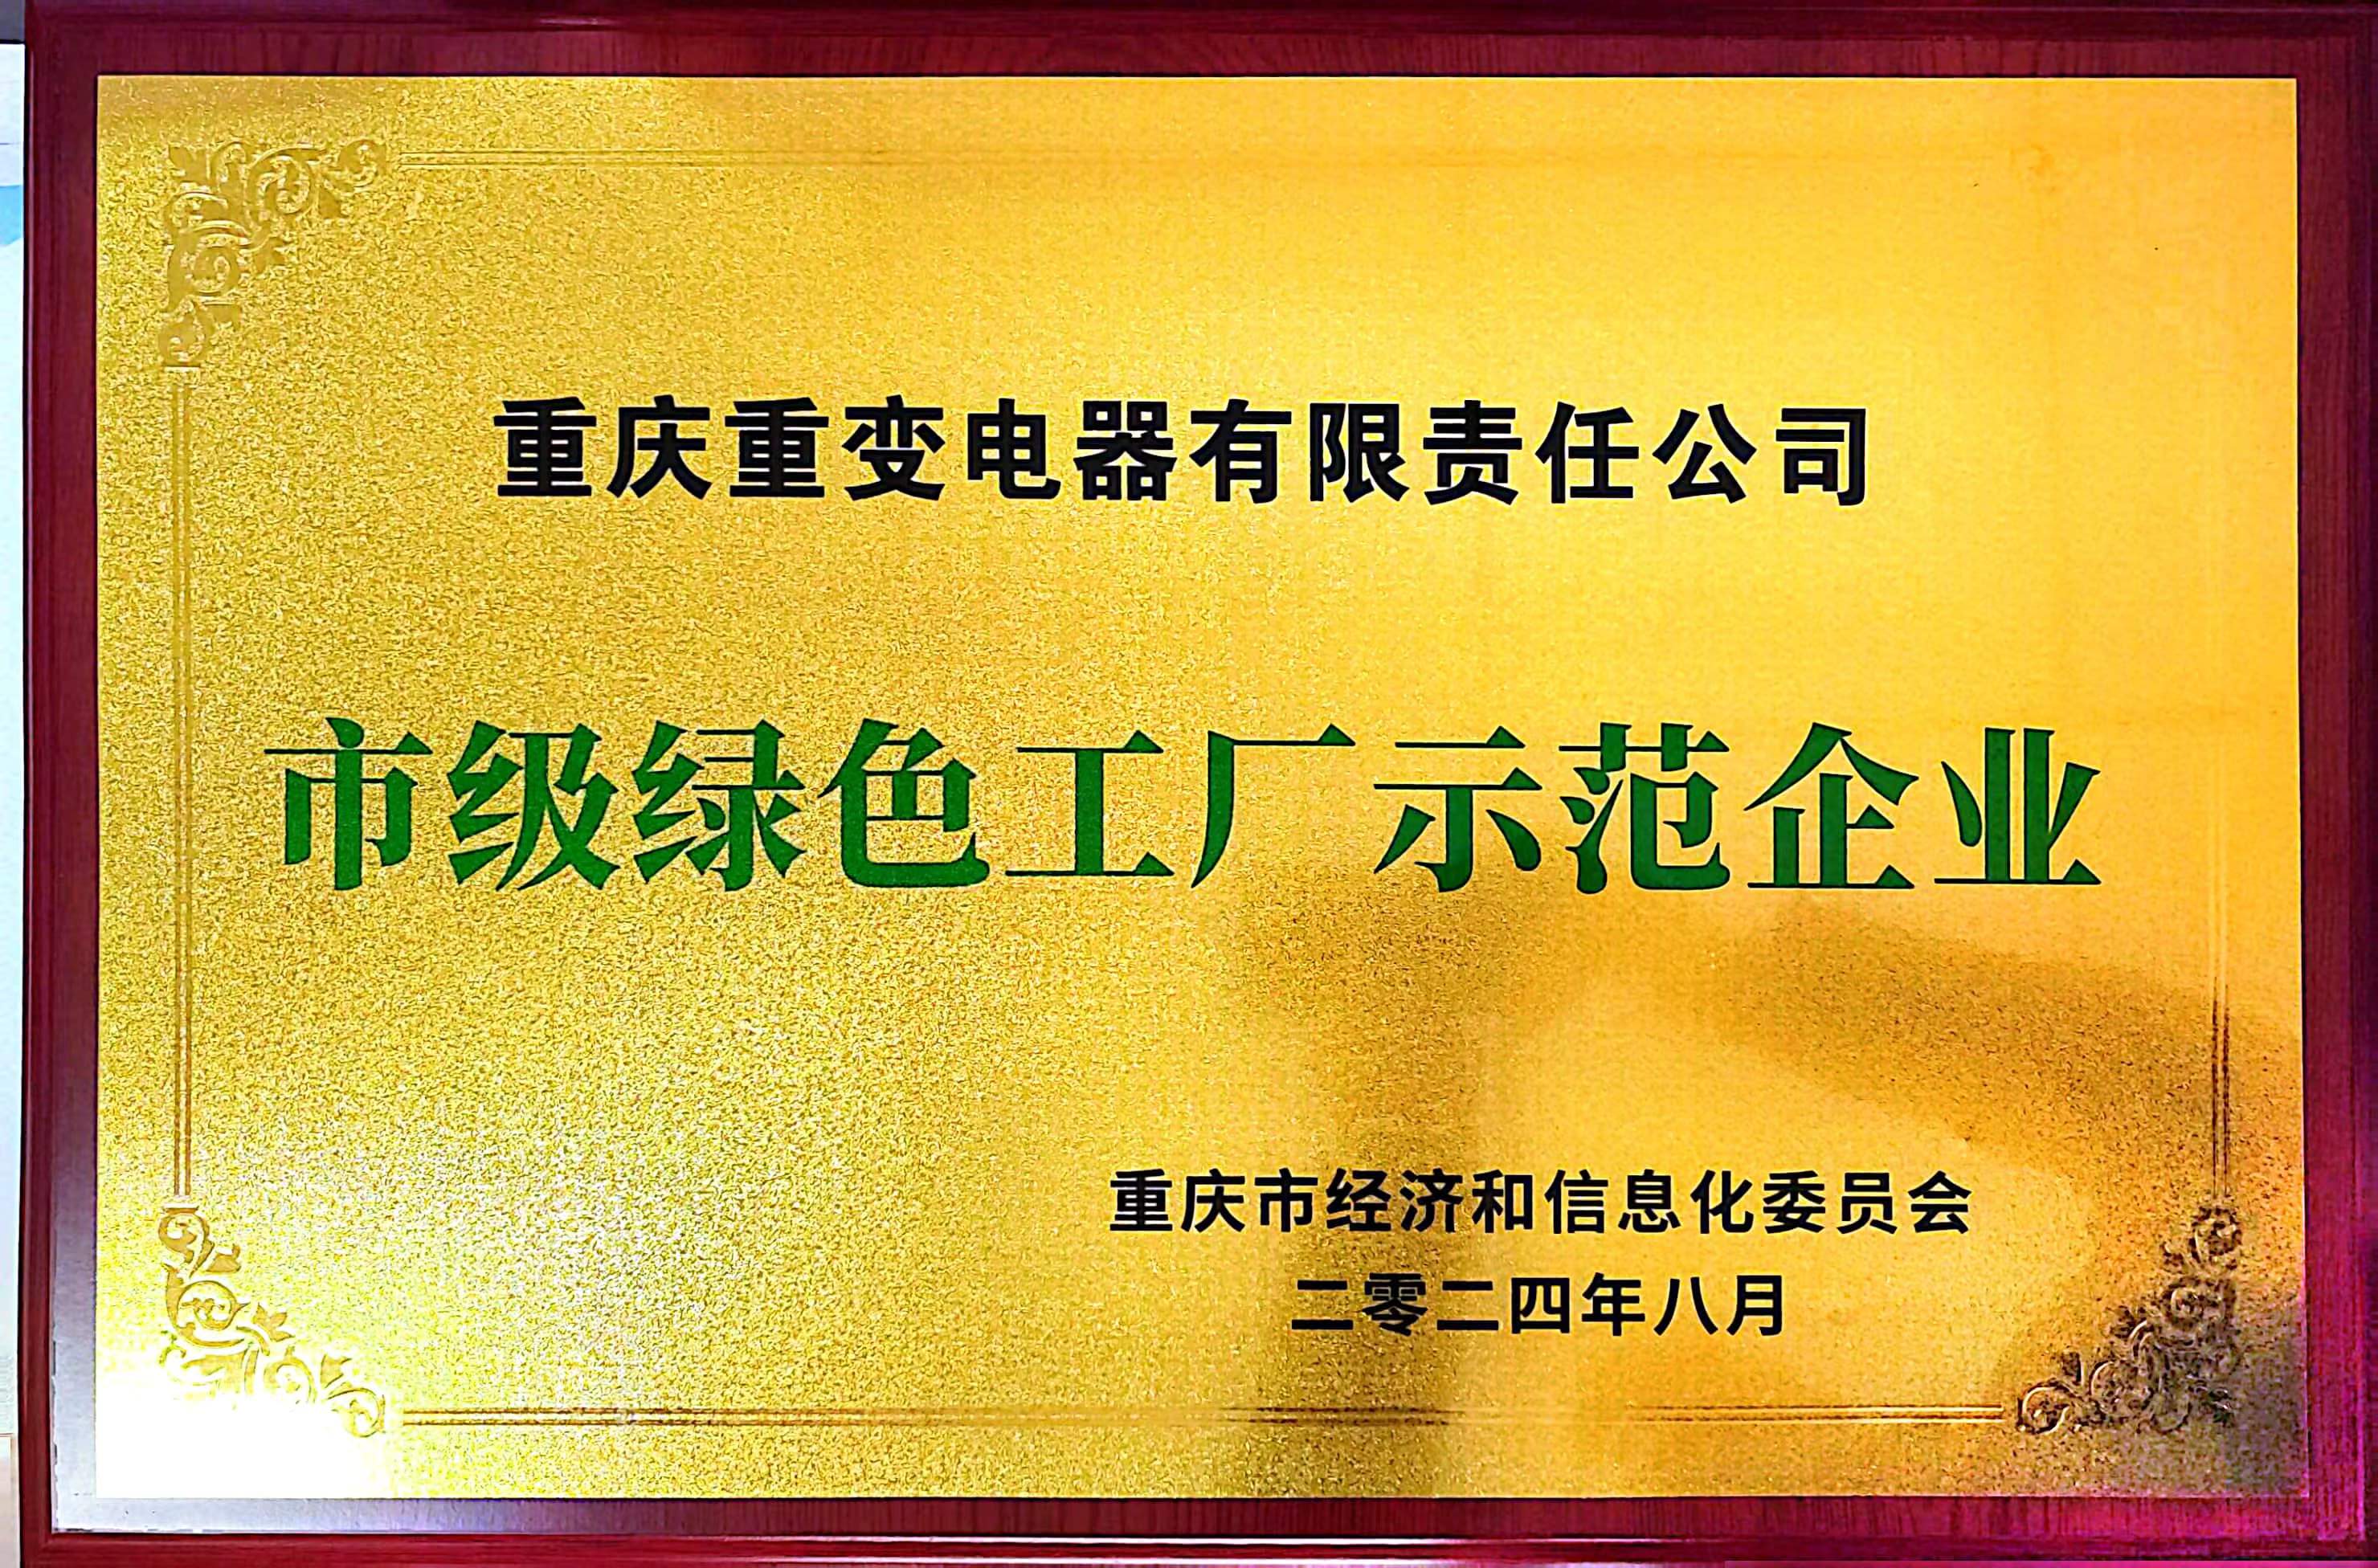 重庆重变电器有限责任公司
市级绿色工厂示范企业
重庆市经济和信息化委员会
二零二四年八月